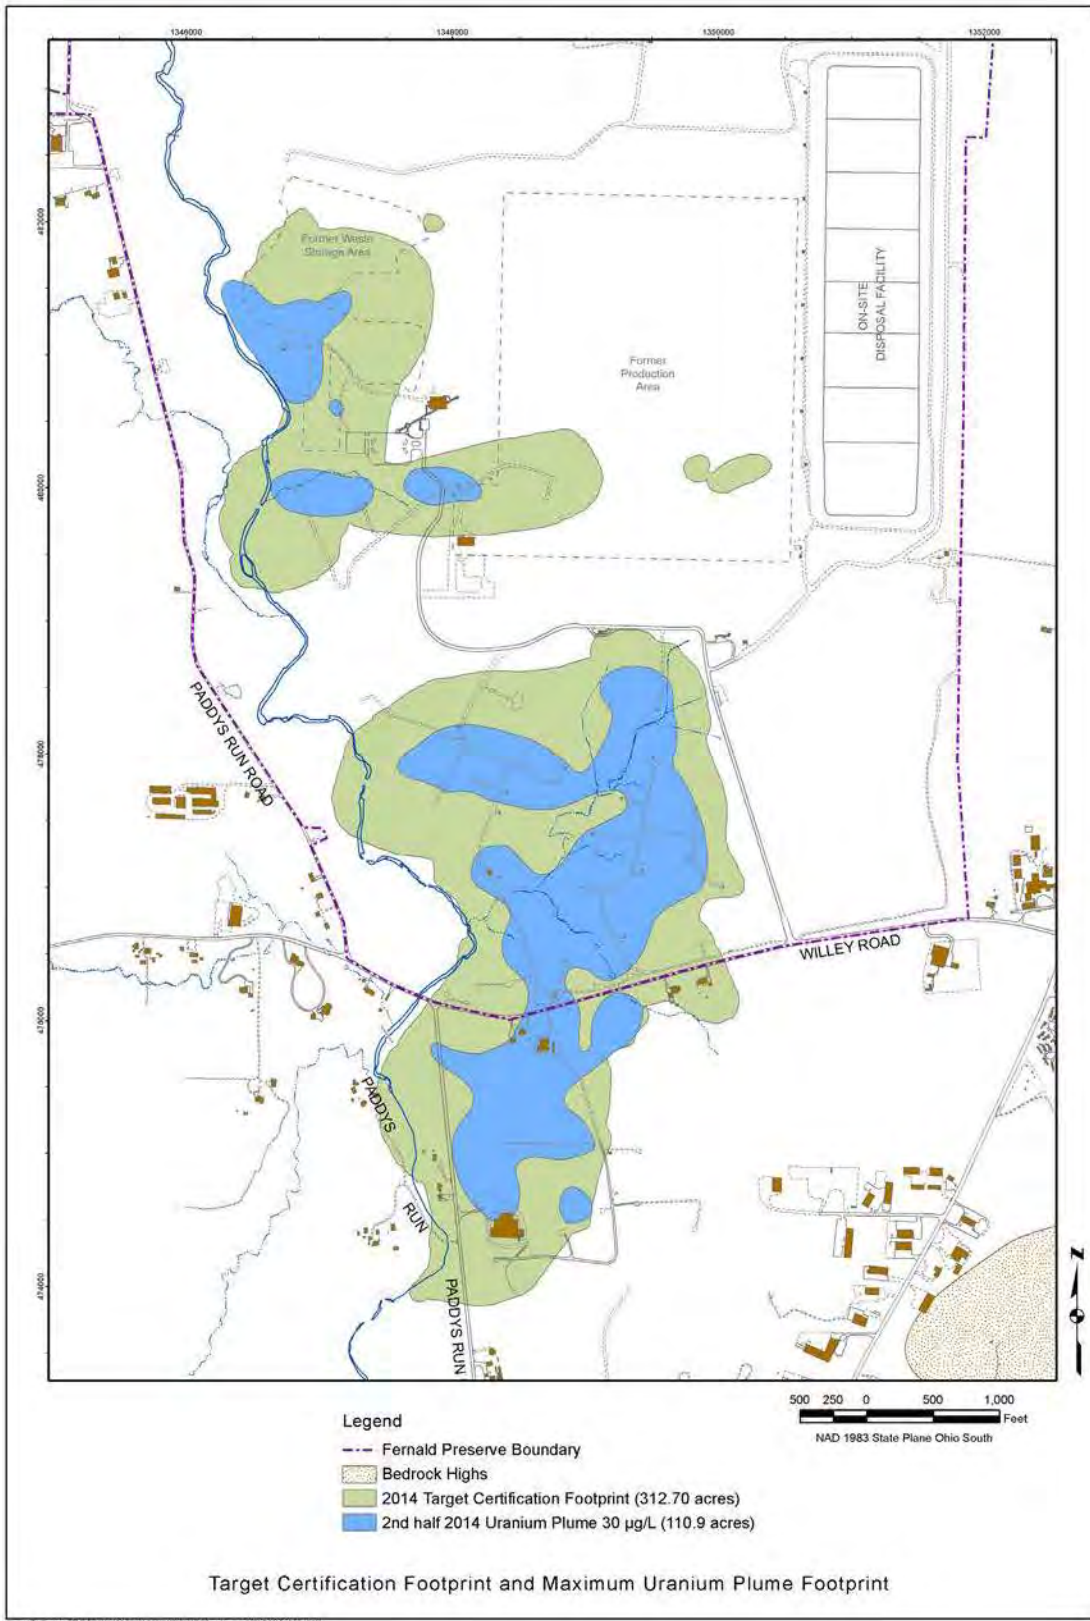 1346000
1348000
1350000
1352000
482000
Former Waste
Storage Area
ON-SITE
DISPOSAL FACILITY
Former
Production
Area
480000
PADDYS RUN ROAD
478000
WILLEY ROAD
476000
PADDYS
RUN
474000
PADDYS RUN
Z
500 250 0 500 1,000
Feet
NAD 1983 State Plane Ohio South
Legend
Fernald Preserve Boundary
Bedrock Highs
2014 Target Certification Footprint (312.70 acres)
2nd half 2014 Uranium Plume 30 µg/L (110.9 acres)
Target Certification Footprint and Maximum Uranium Plume Footprint